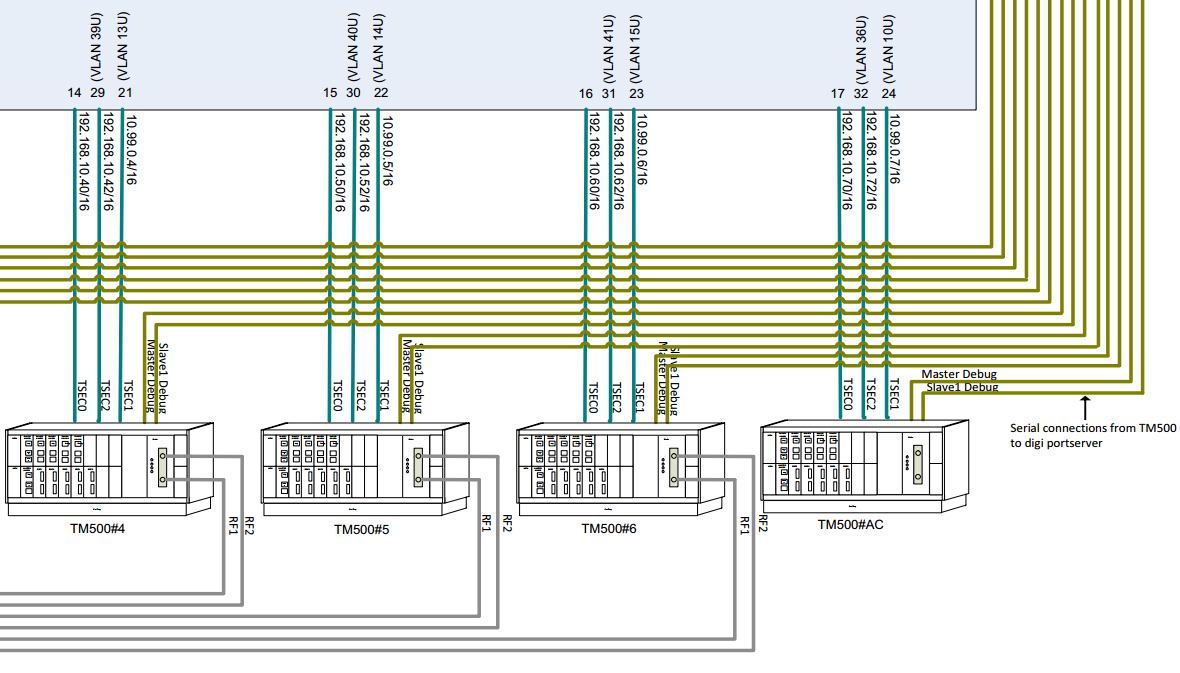 14 29 (VLAN 39U) 21 (VLAN 13U)
15 30 (VLAN 40U) 22 (VLAN 14U)
16 31 (VLAN 41U) 23 (VLAN 15U)
17 32 (VLAN 36U) 24 (VLAN 10U)
192.168.10.40/16
192.168.10.42/16
10.99.0.4/16
192.168.10.50/16
192.168.10.52/16
10.99.0.5/16
192.168.10.60/16
192.168.10.62/16
10.99.0.6/16
192.168.10.70/16
192.168.10.72/16
10.99.0.7/16
TSEC0
TSEC2
TSEC1
Master Debug
Slave1 Debug
TSEC0
TSEC2
TSEC1
Master Debug
Slave1 Debug
TSEC0
TSEC2
TSEC1
Master Debug
Slave1 Debug
TSEC0
TSEC2
TSEC1
Master Debug
Slave1 Debug
Serial connections from TM500
to digi portserver
TM500#4
TM500#5
TM500#6
TM500#AC
RF1
RF2
RF1
RF2
RF1
RF2